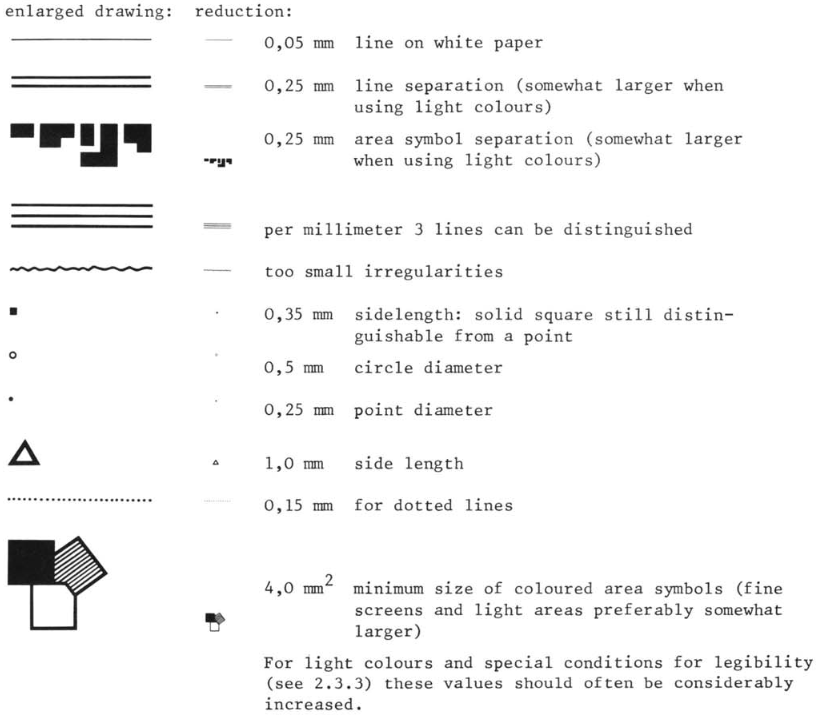 enlarged drawing: reduction:
0,05 mm line on white paper
0,25 mm line separation (somewhat larger when
using light colours)
0,25 mm area symbol separation (somewhat larger
when using light colours)
per millimeter 3 lines can be distinguished
too small irregularities
0,35 mm sidelength: solid square still distin-
guishable from a point
0,5 mm circle diameter
0,25 mm point diameter
1,0 mm side length
0,15 mm for dotted lines
4,0 mm² minimum size of coloured area symbols (fine
screens and light areas preferably somewhat
larger)
For light colours and special conditions for legibility
(see 2.3.3) these values should often be considerably
increased.